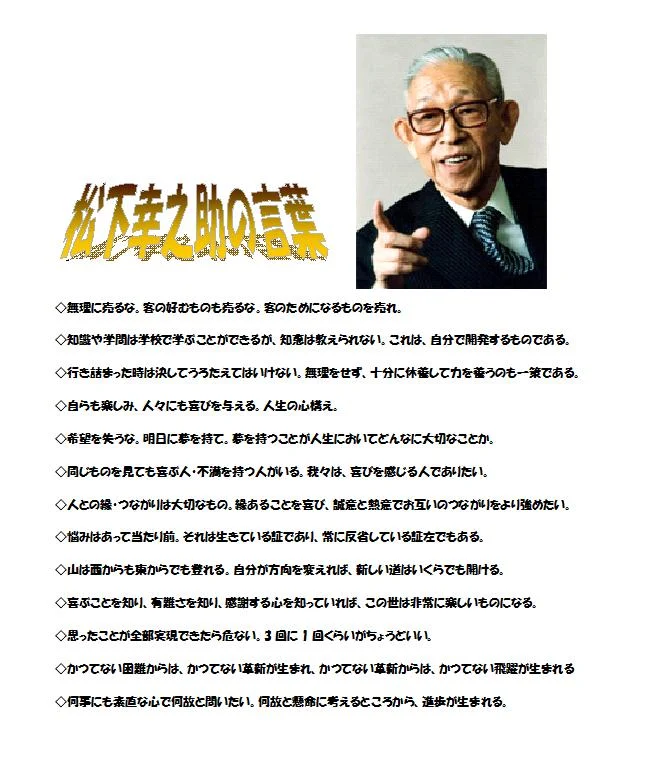 松下幸之助の言葉
◇無理に売るな。客の好むものも売るな。客のためになるものを売れ。
◇知識や学問は学校で学ぶことができるが、知恵は教えられない。これは、自分で開発するものである。
◇行き詰まった時は決してうろたえてはいけない。無理をせず、十分に休養して力を養うのも一策である。
◇自らも楽しみ、人々にも喜びを与える。人生の心構え。
◇希望を失うな。明日に夢を持て。夢を持つことが人生においてどんなに大切なことか。
◇同じものを見ても喜ぶ人・不満を持つ人がいる。我々は、喜びを感じる人でありたい。
◇人との縁・つながりは大切なもの。縁あることを喜び、誠意と熱意でお互いのつながりをより強めたい。
◇悩みはあって当たり前。それは生きている証であり、常に反省している証左でもある。
◇山は西からも東からでも登れる。自分が方向を変えれば、新しい道はいくらでも開ける。
◇喜ぶことを知り、有難さを知り、感謝する心を知っていれば、この世は非常に楽しいものになる。
◇思ったことが全部実現できたら危ない。3回に1回ぐらいがちょうどいい。
◇かつてない困難からは、かつてない革新が生まれ、かつてない革新からは、かつてない飛躍が生まれる
◇何事にも素直な心で何故と問いたい。何故と懸命に考えるところから、進歩が生まれる。